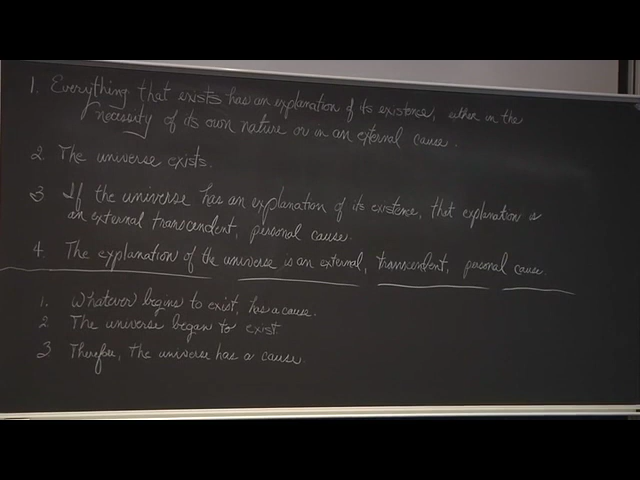 1. Everything that exists has an explanation of its existence, either in the
necessity of its own nature or in an external cause.
2. The universe exists.
3 If the universe has an explanation of its existence, that explanation is
an external transcendent, personal cause.
4. The explanation of the universe is an external, transcendent, personal cause.
1. Whatever begins to exist, has a cause.
2 The universe began to exist.
3 Therefore, the universe has a cause.